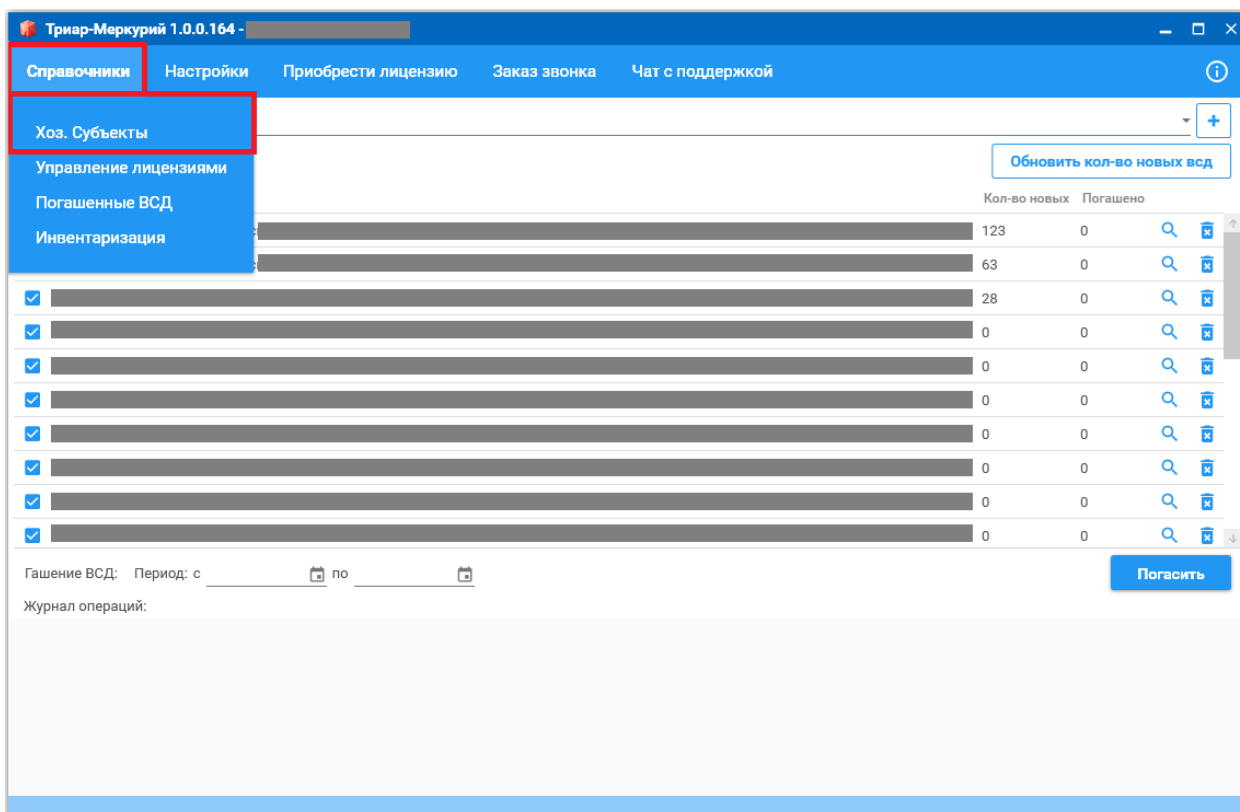 Триар-Меркурий 1.0.0.164 -
Справочники Настройки Приобрести лицензию Заказ звонка Чат с поддержкой
Хоз. Субъекты
Управление лицензиями
Погашенные ВСД
Инвентаризация
Обновить кол-во новых всд
Кол-во новых Погашено
123 0
63 0
28 0
0 0
0 0
0 0
0 0
0 0
0 0
0 0
Гашение ВСД: Период: с по
Погасить
Журнал операций: